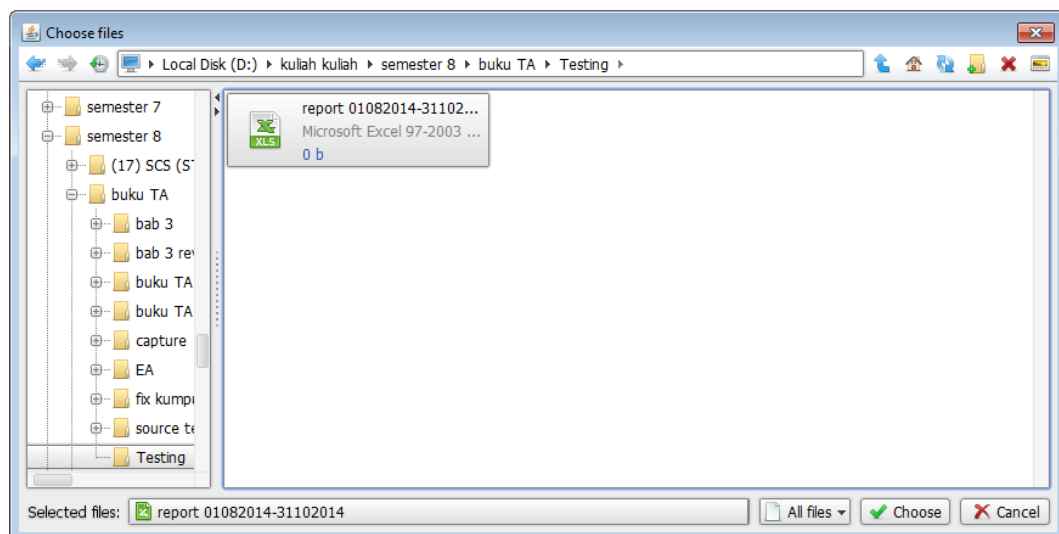 Choose files
Local Disk (D:) kuliah kuliah semester 8 buku TA Testing
semester 7
semester 8
(17) SCS (S
buku TA
bab 3
bab 3 re
buku TA
buku TA
capture
EA
fix kump
source te
Testing
report 01082014-31102...
Microsoft Excel 97-2003 ...
XLS
0 b
Selected files: report 01082014-31102014 All files Choose Cancel